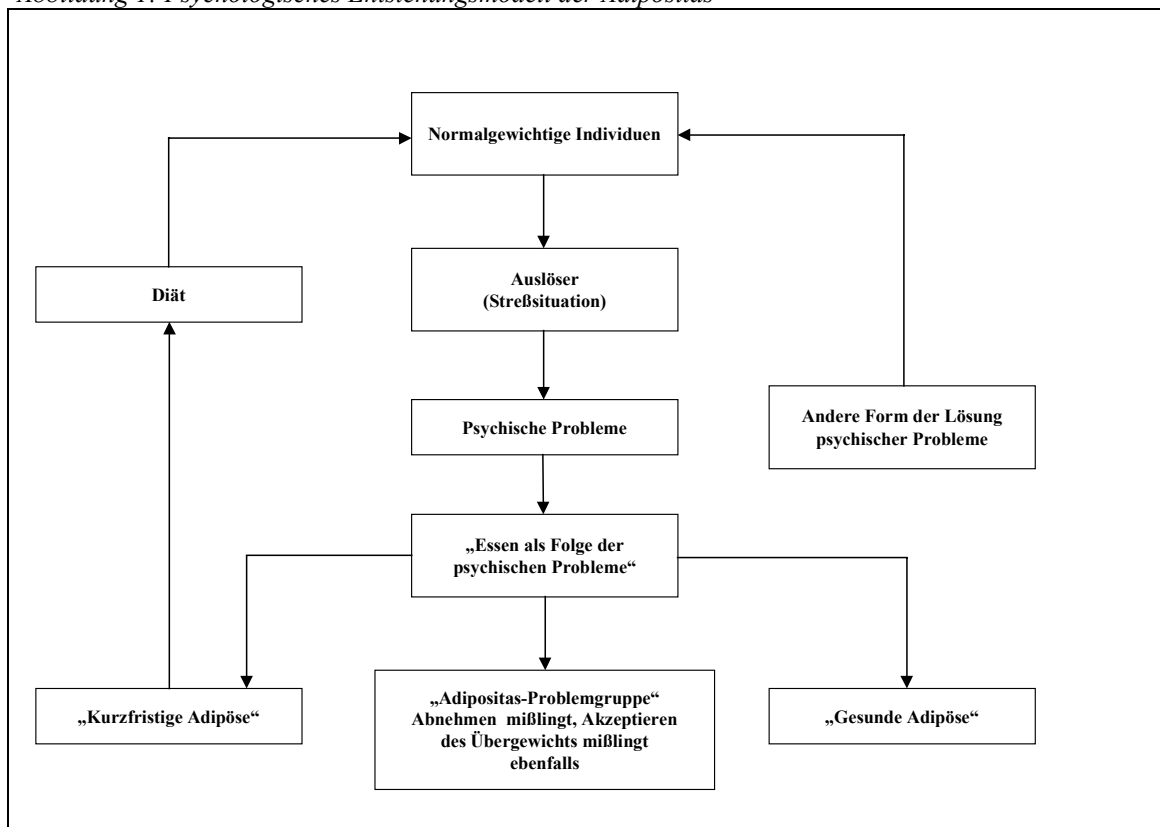 Abbildung 1: Psychologisches Entstehungsmodell der Adipositas
Normalgewichtige Individuen
Diät
Auslöser
(Streßsituation)
Psychische Probleme
Andere Form der Lösung
psychischer Probleme
„Essen als Folge der
psychischen Probleme“
„Kurzfristige Adipöse“
„Adipositas-Problemgruppe“
Abnehmen mißlingt, Akzeptieren
des Übergewichts mißlingt
ebenfalls
„Gesunde Adipöse“